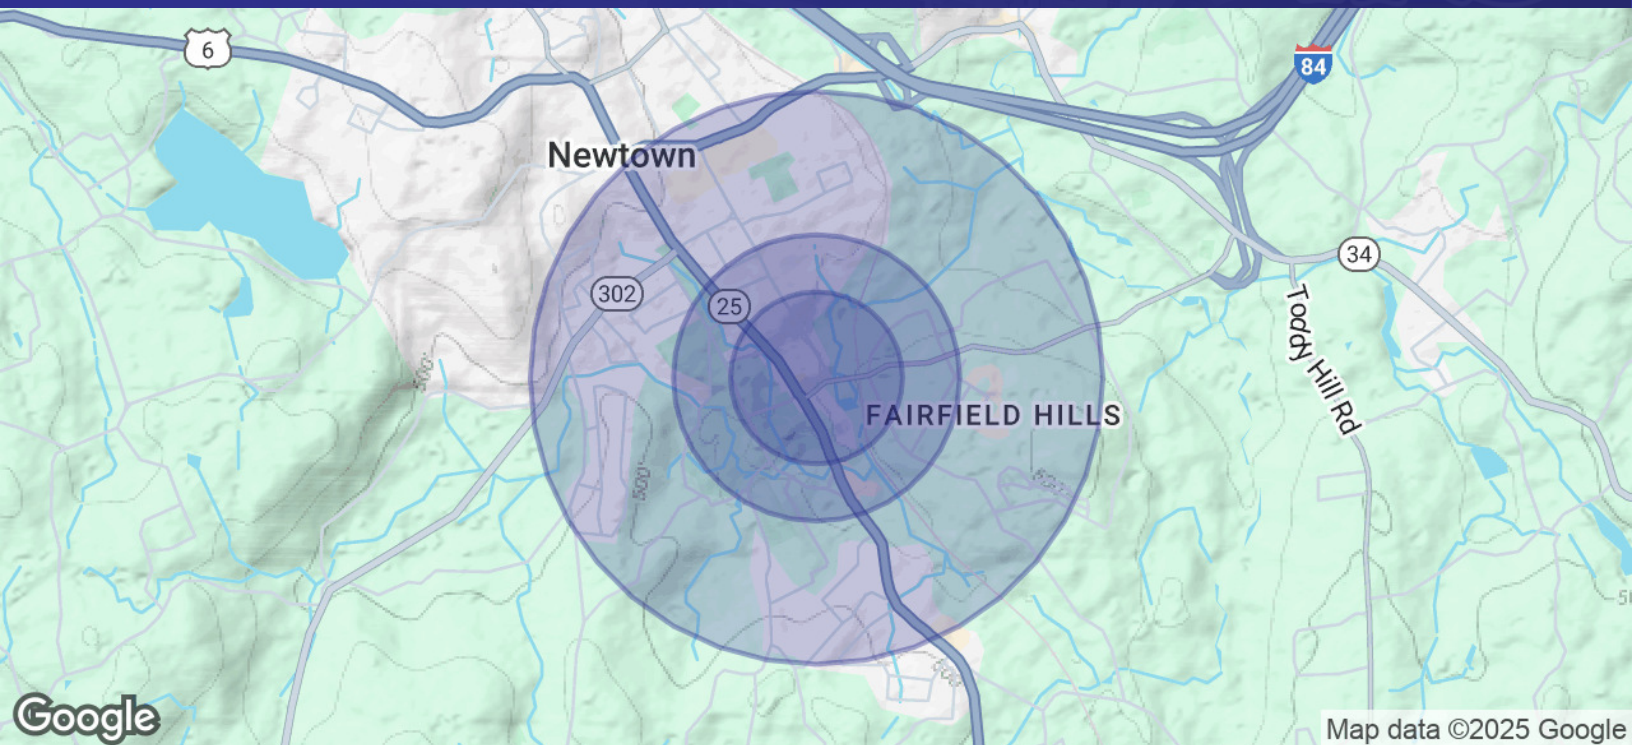 6
84
Newtown
34
302
25
Toddy Hill Rd
500'
FAIRFIELD HILLS
500'
Google
Map data ©2025 Google